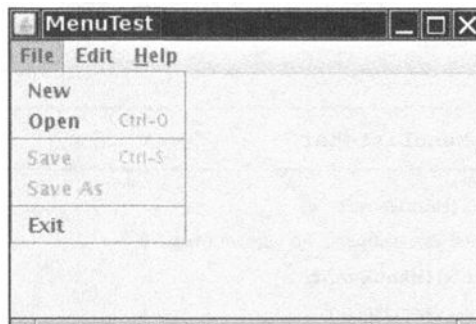 MenuTest
File Edit Help
New
Open Ctrl-O
Save Ctrl-S
Save As
Exit